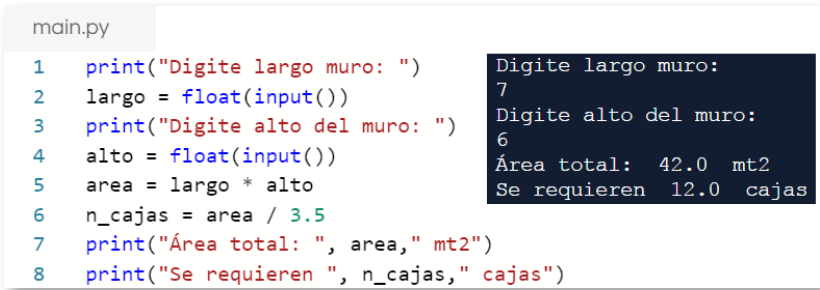 main.py
1 print("Digite largo muro: ")
2 largo = float(input())
3 print("Digite alto del muro: ")
4 alto = float(input())
5 area = largo * alto
6 n_cajas = area / 3.5
7 print("Área total: ", area," mt2")
8 print("Se requieren ", n_cajas," cajas")
Digite largo muro:
7
Digite alto del muro:
6
Área total:  42.0  mt2
Se requieren  12.0  cajas